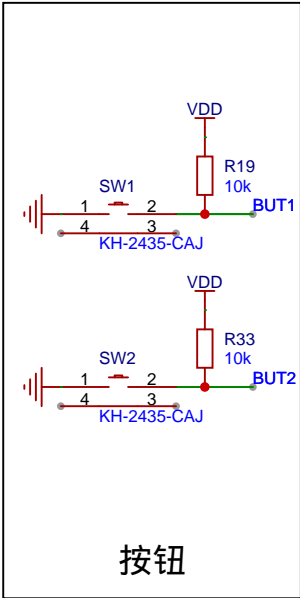 VDD
R19
10k
SW1
BUT1
1 2
4 3
KH-2435-CAJ
VDD
R33
10k
SW2
BUT2
1 2
4 3
KH-2435-CAJ
按钮